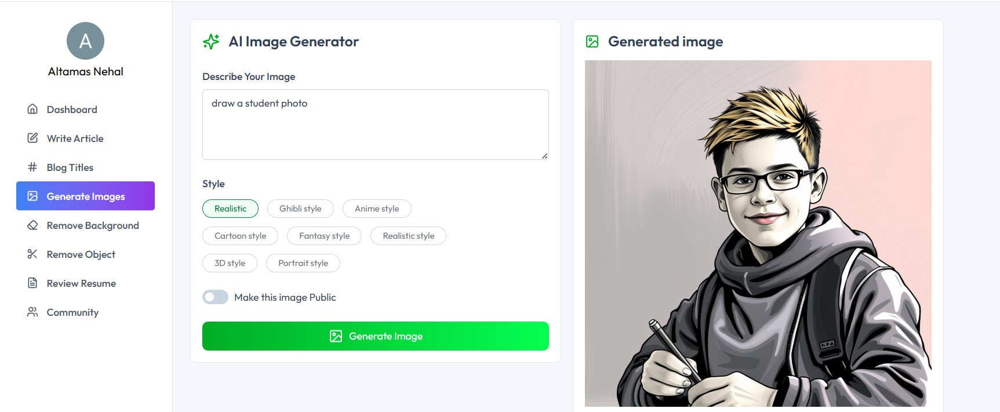 A
Altamas Nehal
Dashboard
Write Article
Blog Titles
Generate Images
Remove Background
Remove Object
Review Resume
Community
AI Image Generator
Describe Your Image
draw a student photo
Style
Realistic Ghibli style Anime style
Cartoon style Fantasy style Realistic style
3D style Portrait style
Make this image Public
Generate Image
Generated image